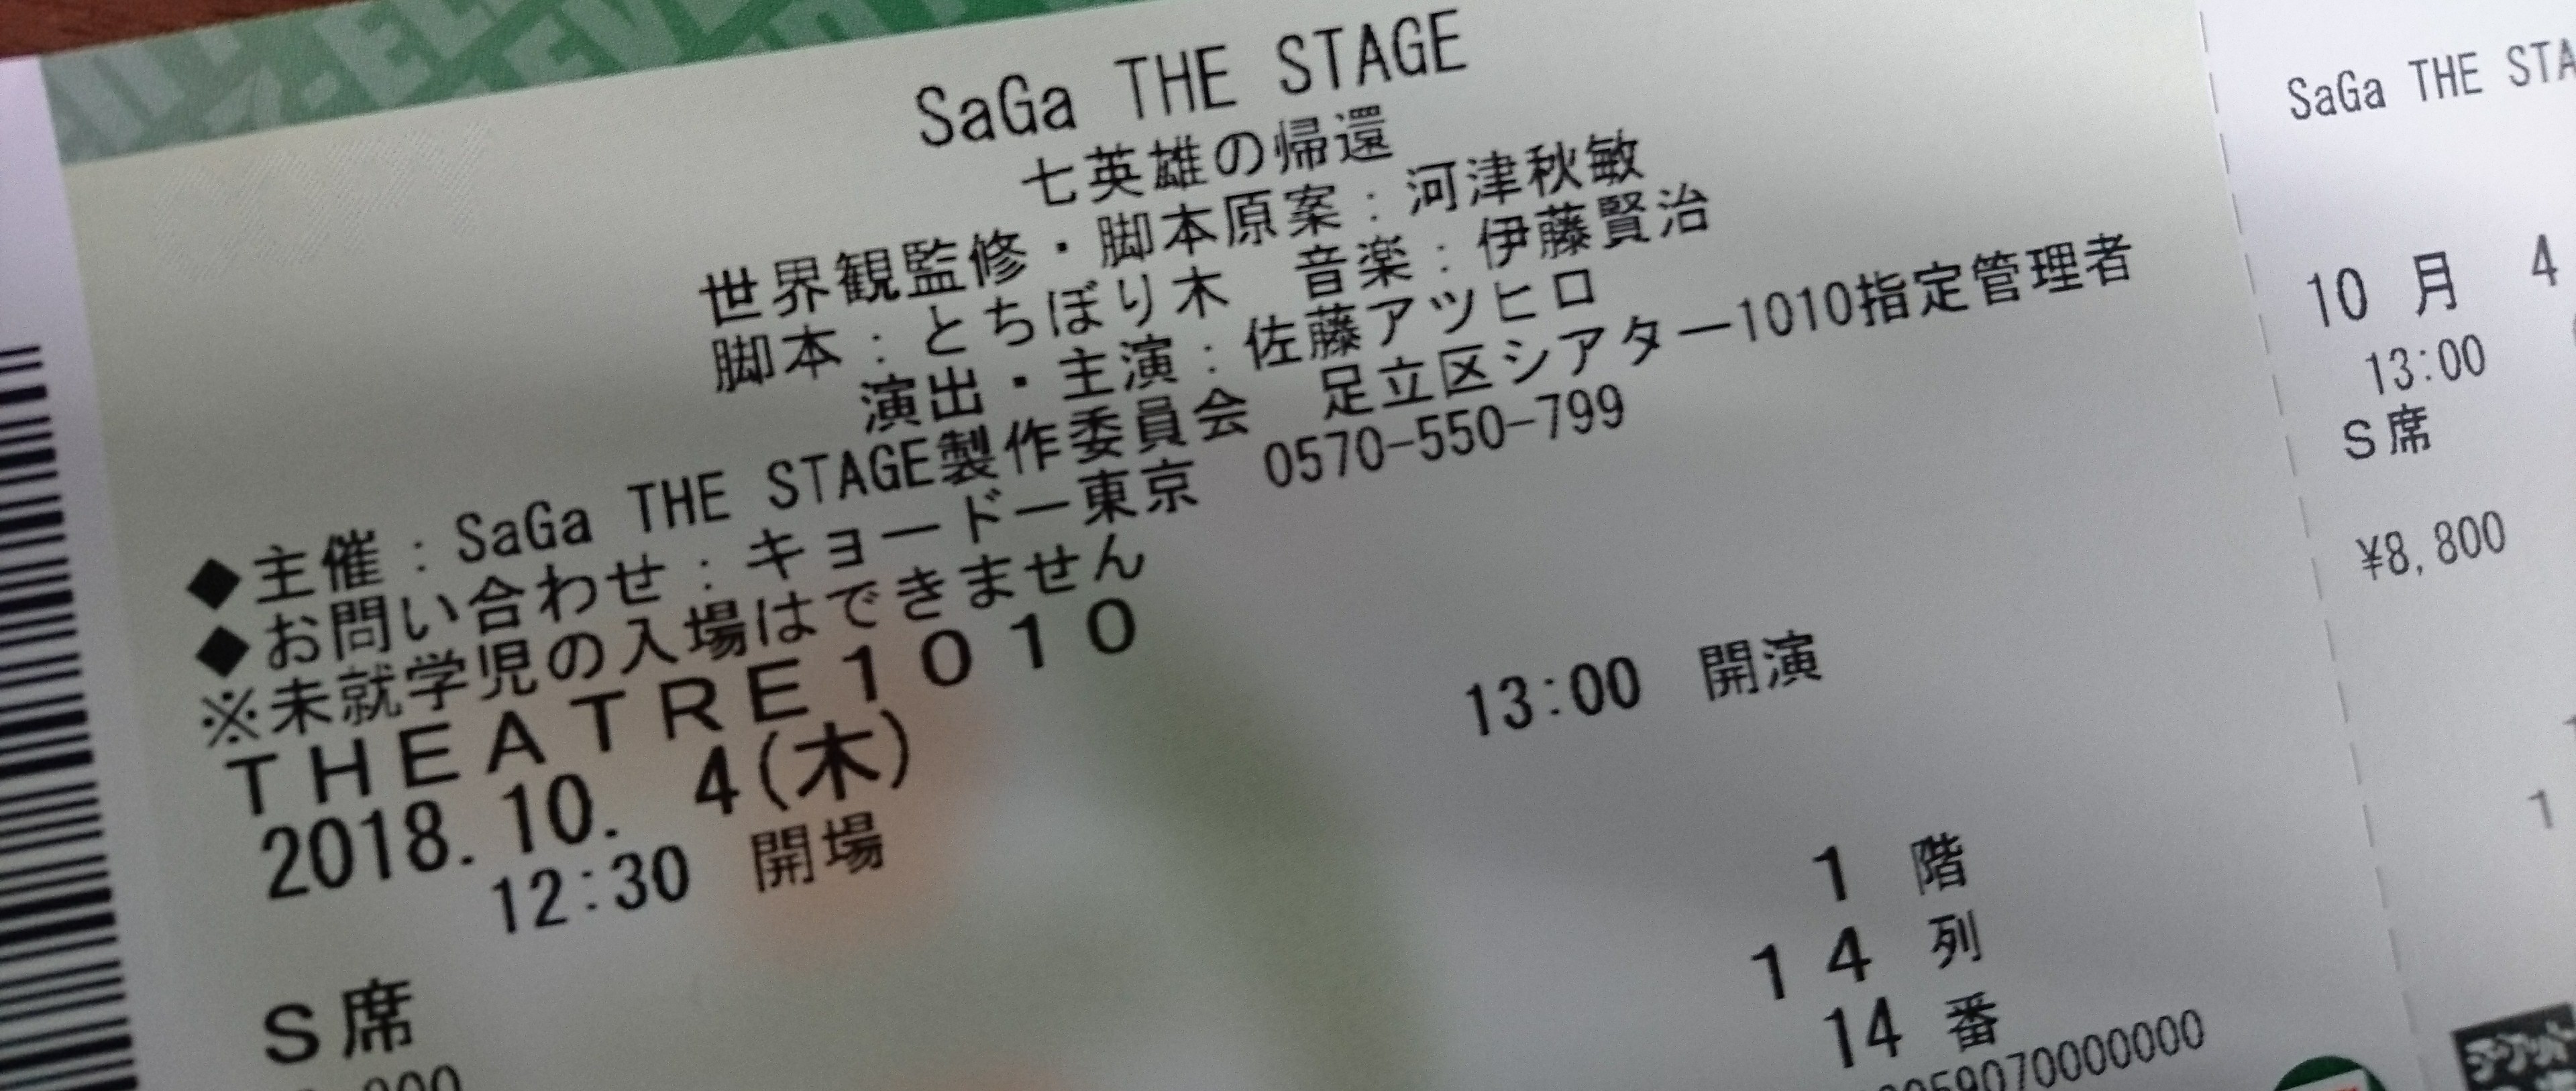 SaGa THE STAGE
七英雄の帰還
世界観監修・脚本原案：河津秋敏
脚本：とちぼり木　音楽：伊藤賢治
演出・主演：佐藤アツヒロ
◆主催：SaGa THE STAGE製作委員会　足立区シアター1010指定管理者
◆お問い合わせ：キョードー東京　0570-550-799
※未就学児の入場はできません
ＴＨＥＡＴＲＥ１０１０
2018.10. 4(木)　13:00 開演
12:30 開場
Ｓ席
1 階
14 列
14 番
SaGa THE STA
10 月 4
13:00
Ｓ席
¥8,800